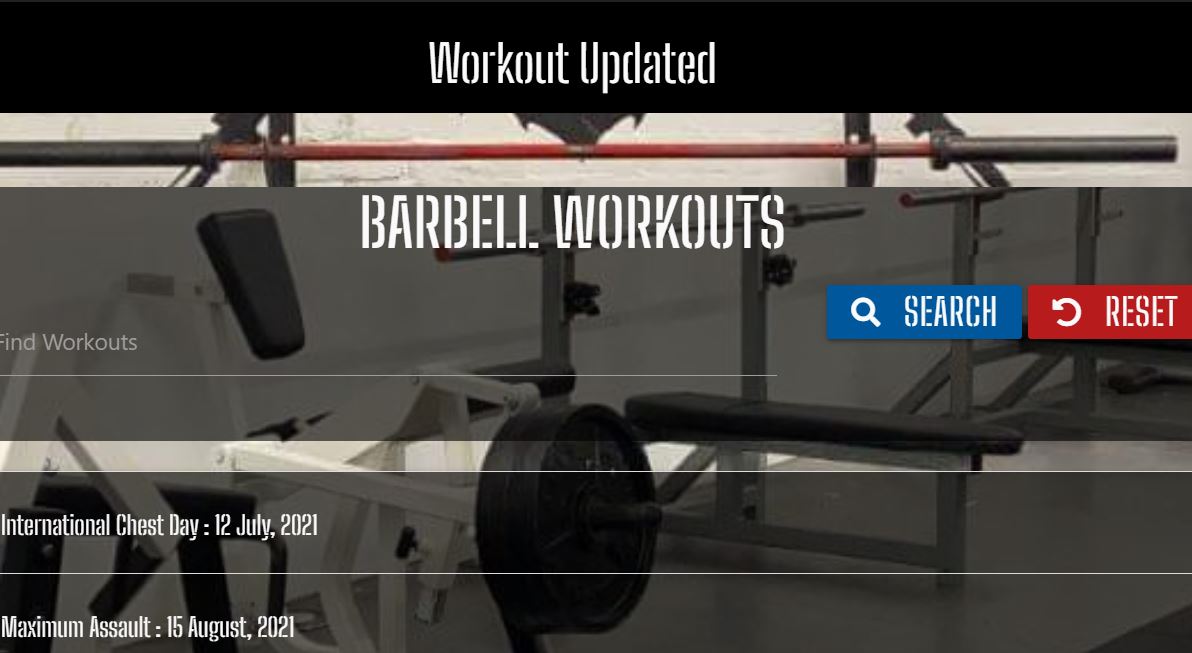 Workout Updated
BARBELL WORKOUTS
SEARCH
RESET
Find Workouts
International Chest Day : 12 July, 2021
Maximum Assault : 15 August, 2021